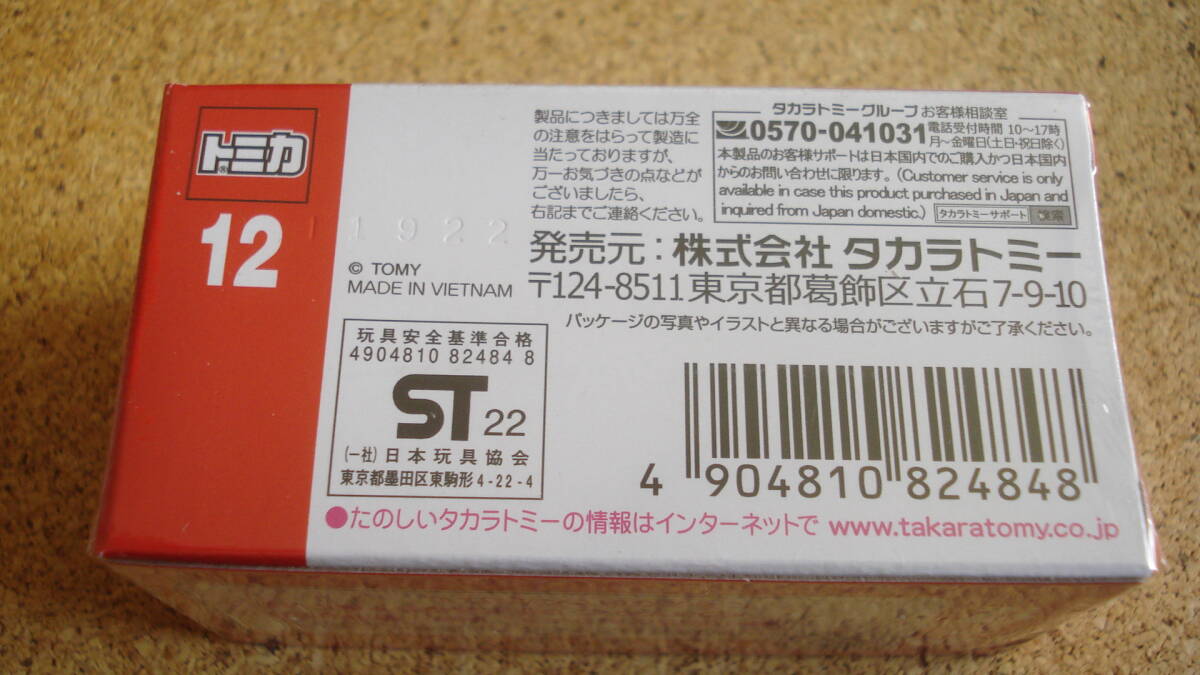 トミカ
12
11922
© TOMY
MADE IN VIETNAM
製品につきましては万全
の注意をはらって製造に
当たっておりますが、
万一お気づきの点などが
ございましたら、
右記までご連絡ください。
タカラトミーグループお客様相談室
0570-041031 電話受付時間 10～17時
月～金曜日(土日・祝日除く)
本製品のお客様サポートは日本国内でのご購入かつ日本国内
からのお問い合わせに限ります。(Customer service is only
available in case this product purchased in Japan and
inquired from Japan domestic.) タカラトミーサポート 検索
発売元:株式会社 タカラトミー
〒124-8511東京都葛飾区立石7-9-10
パッケージの写真やイラストと異なる場合がございますがご了承ください。
玩具安全基準合格
4904810 82484 8
ST 22
(一社)日本玩具協会
東京都墨田区東駒形4-22-4
4 904810 824848
●たのしいタカラトミーの情報はインターネットで www.takaratomy.co.jp